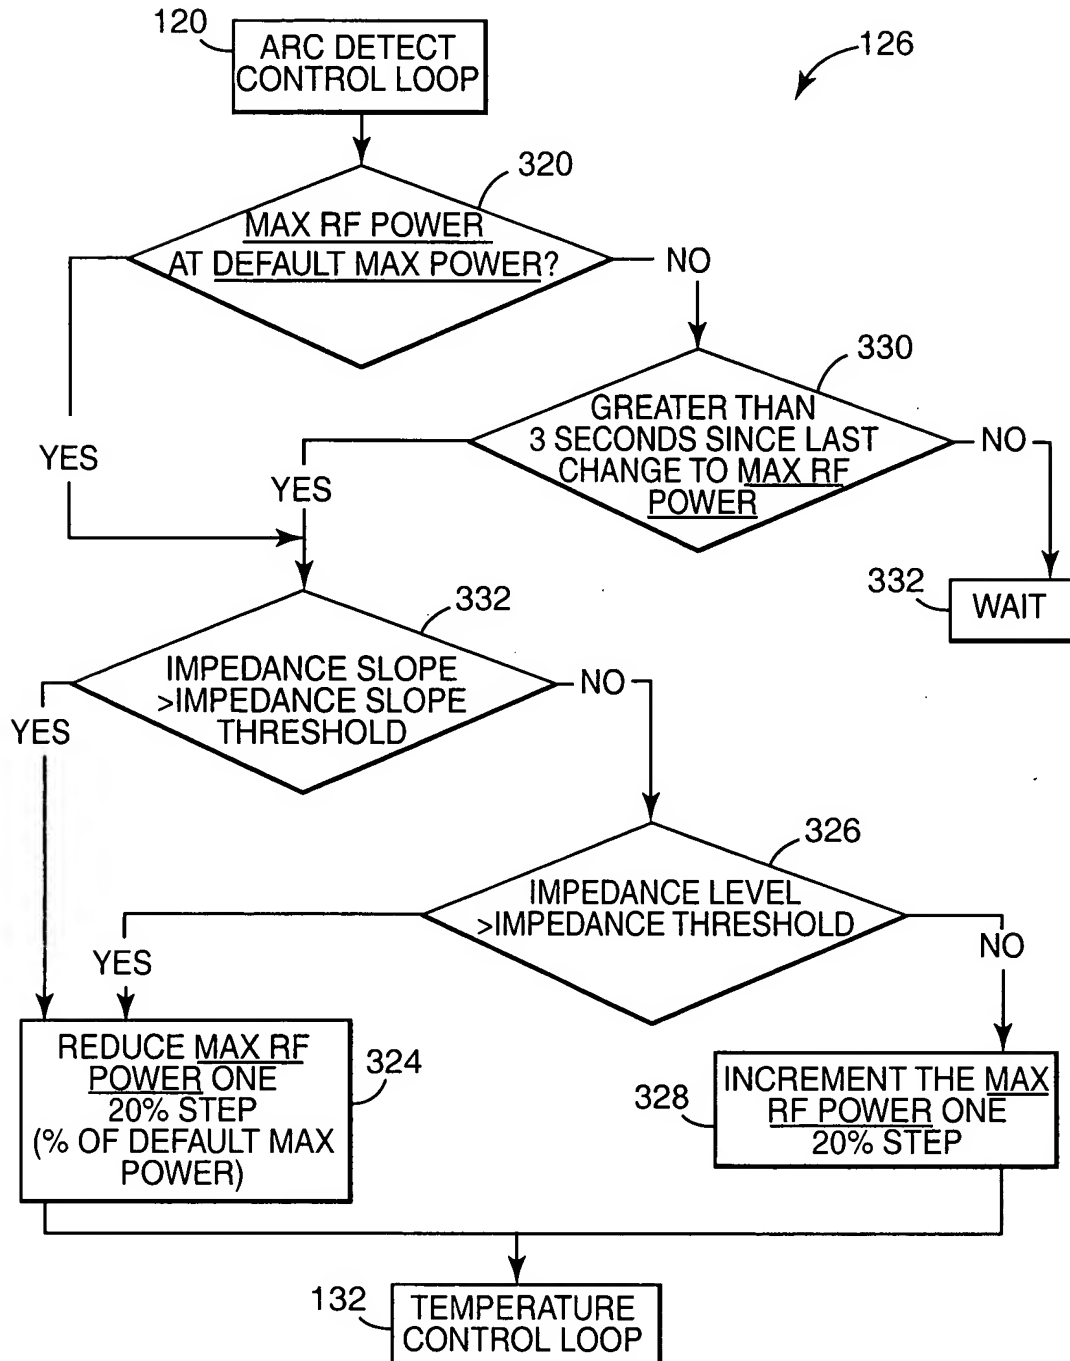 120
ARC DETECT
CONTROL LOOP
126
320
MAX RF POWER
AT DEFAULT MAX POWER?
NO
330
GREATER THAN
3 SECONDS SINCE LAST
CHANGE TO MAX RF
POWER
NO
YES
YES
332
WAIT
332
IMPEDANCE SLOPE
>IMPEDANCE SLOPE
THRESHOLD
NO
YES
326
IMPEDANCE LEVEL
>IMPEDANCE THRESHOLD
YES
NO
REDUCE MAX RF
POWER ONE
20% STEP
(% OF DEFAULT MAX
POWER)
324
328
INCREMENT THE MAX
RF POWER ONE
20% STEP
132
TEMPERATURE
CONTROL LOOP